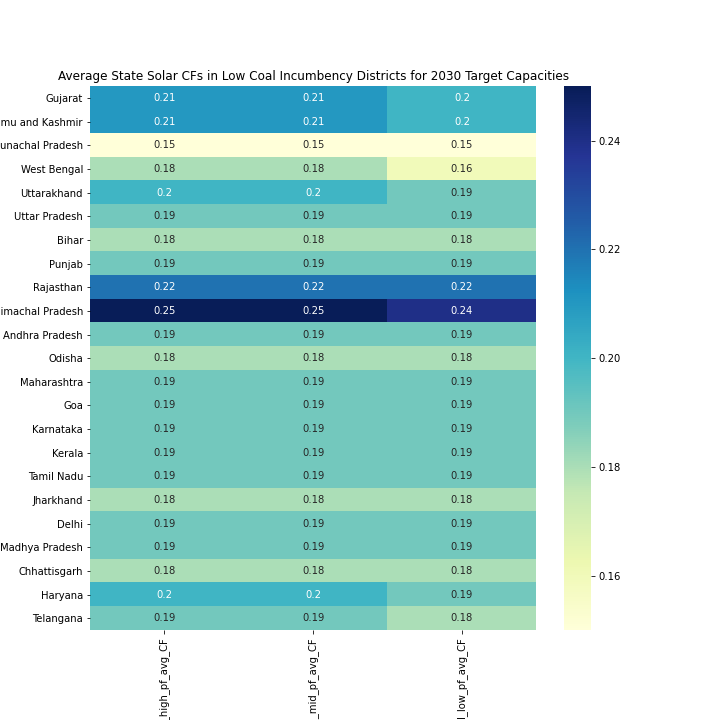 Average State Solar CFs in Low Coal Incumbency Districts for 2030 Target Capacities
Gujarat 0.21 0.21 0.2
mu and Kashmir 0.21 0.21 0.2
unachal Pradesh 0.15 0.15 0.15
West Bengal 0.18 0.18 0.16
Uttarakhand 0.2 0.2 0.19
Uttar Pradesh 0.19 0.19 0.19
Bihar 0.18 0.18 0.18
Punjab 0.19 0.19 0.19
Rajasthan 0.22 0.22 0.22
imachal Pradesh 0.25 0.25 0.24
Andhra Pradesh 0.19 0.19 0.19
Odisha 0.18 0.18 0.18
Maharashtra 0.19 0.19 0.19
Goa 0.19 0.19 0.19
Karnataka 0.19 0.19 0.19
Kerala 0.19 0.19 0.19
Tamil Nadu 0.19 0.19 0.19
Jharkhand 0.18 0.18 0.18
Delhi 0.19 0.19 0.19
Madhya Pradesh 0.19 0.19 0.19
Chhattisgarh 0.18 0.18 0.18
Haryana 0.2 0.2 0.19
Telangana 0.19 0.19 0.18
_high_pf_avg_CF
_mid_pf_avg_CF
l_low_pf_avg_CF
0.24
0.22
0.20
0.18
0.16